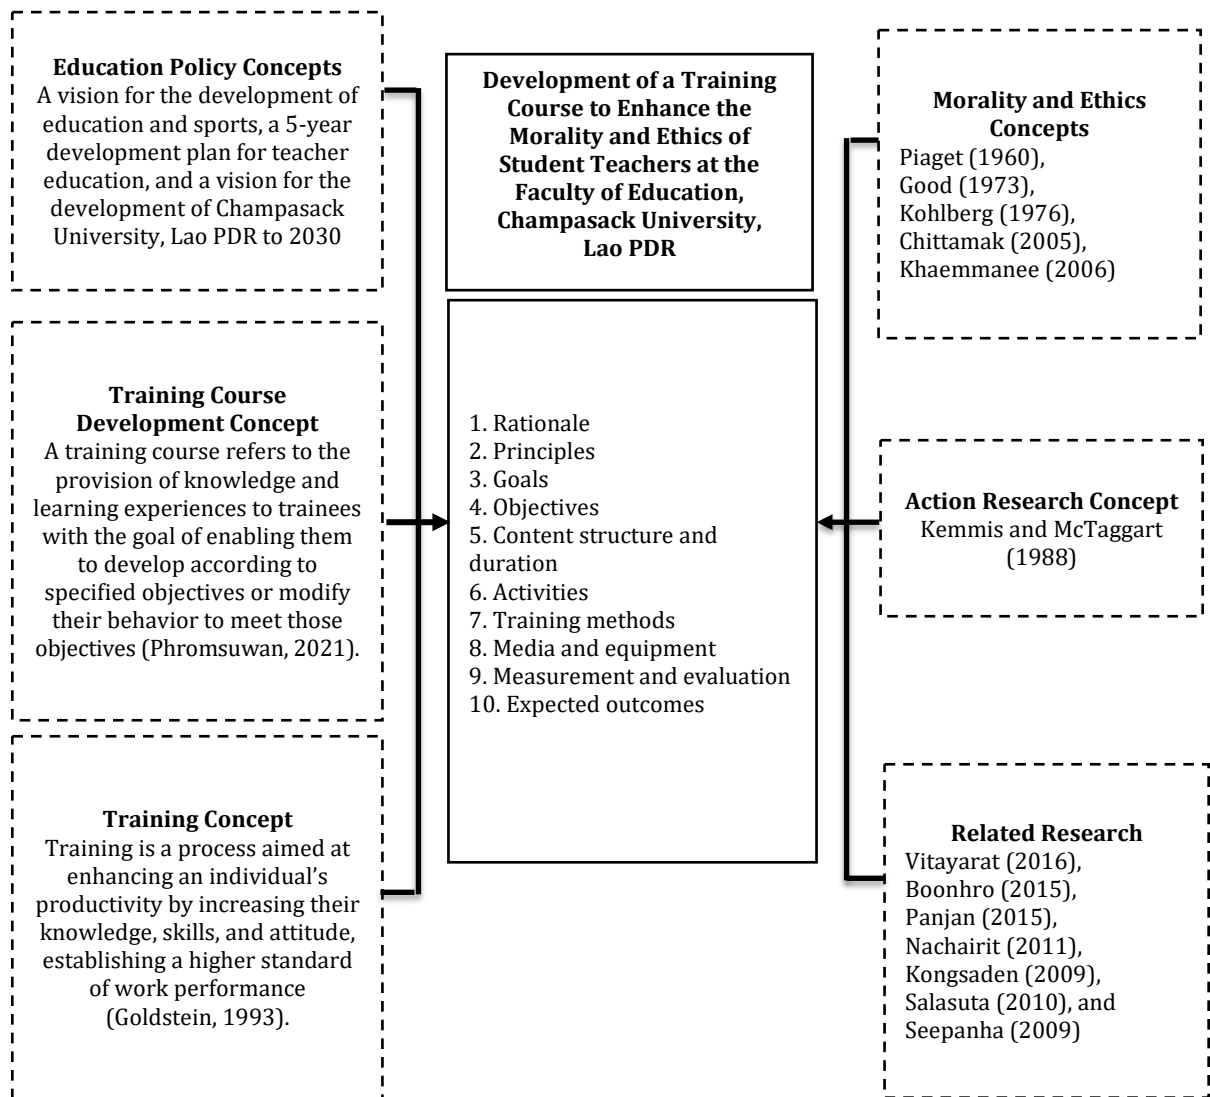 Education Policy Concepts
A vision for the development of
education and sports, a 5-year
development plan for teacher
education, and a vision for the
development of Champasack
University, Lao PDR to 2030
Training Course
Development Concept
A training course refers to the
provision of knowledge and
learning experiences to trainees
with the goal of enabling them
to develop according to
specified objectives or modify
their behavior to meet those
objectives (Phromsuwan, 2021).
Training Concept
Training is a process aimed at
enhancing an individual’s
productivity by increasing their
knowledge, skills, and attitude,
establishing a higher standard
of work performance
(Goldstein, 1993).
Development of a Training
Course to Enhance the
Morality and Ethics of
Student Teachers at the
Faculty of Education,
Champasack University,
Lao PDR
1. Rationale
2. Principles
3. Goals
4. Objectives
5. Content structure and
duration
6. Activities
7. Training methods
8. Media and equipment
9. Measurement and evaluation
10. Expected outcomes
Morality and Ethics
Concepts
Piaget (1960),
Good (1973),
Kohlberg (1976),
Chittamak (2005),
Khaemmanee (2006)
Action Research Concept
Kemmis and McTaggart
(1988)
Related Research
Vitayarat (2016),
Boonhro (2015),
Panjan (2015),
Nachairit (2011),
Kongsaden (2009),
Salasuta (2010), and
Seepanha (2009)